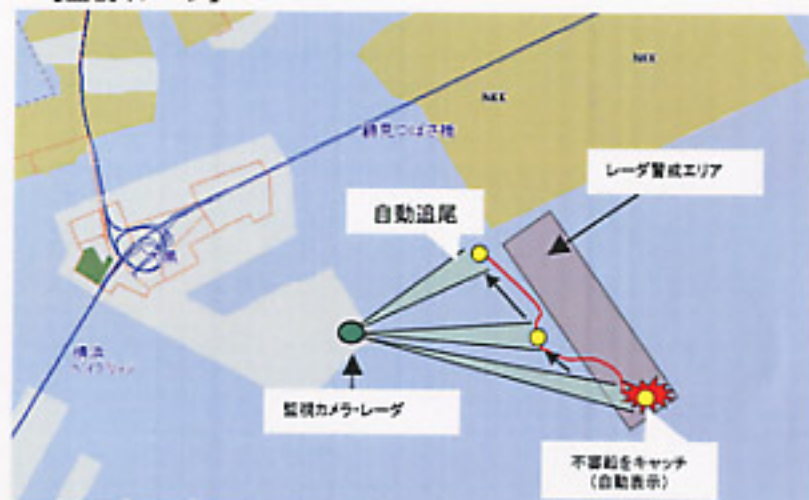 NKK
NKK
鶴見つばさ橋
レーダ警戒エリア
自動追尾
横浜
ベイブリッジ
監視カメラ・レーダ
不審船をキャッチ
(自動表示)